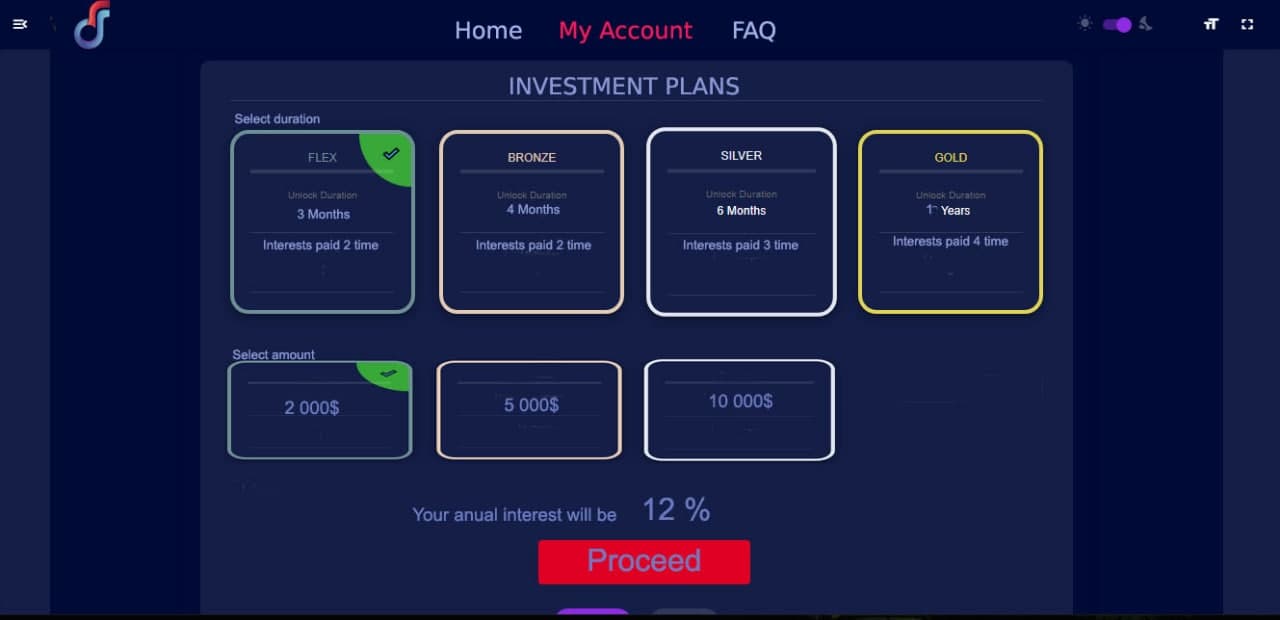 Home My Account FAQ
INVESTMENT PLANS
Select duration
FLEX
Unlock Duration
3 Months
Interests paid 2 time
BRONZE
Unlock Duration
4 Months
Interests paid 2 time
SILVER
Unlock Duration
6 Months
Interests paid 3 time
GOLD
Unlock Duration
1 Years
Interests paid 4 time
Select amount
2 000$
5 000$
10 000$
Your anual interest will be 12 %
Proceed